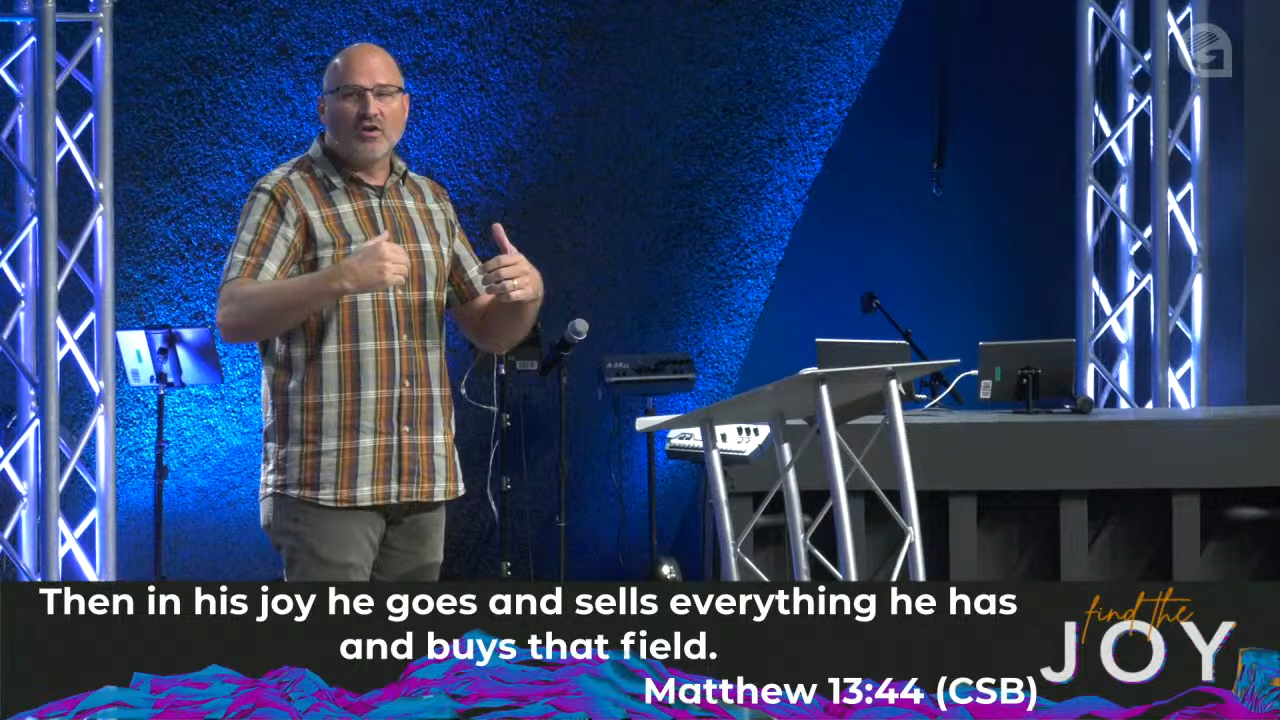 Then in his joy he goes and sells everything he has
and buys that field.
Matthew 13:44 (CSB)
find the
JOY